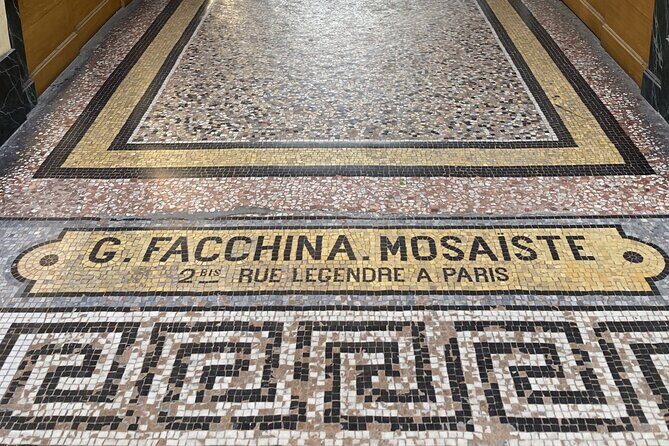 G. FACCHINA. MOSAÏSTE
2BIS RUE LEGENDRE A PARIS